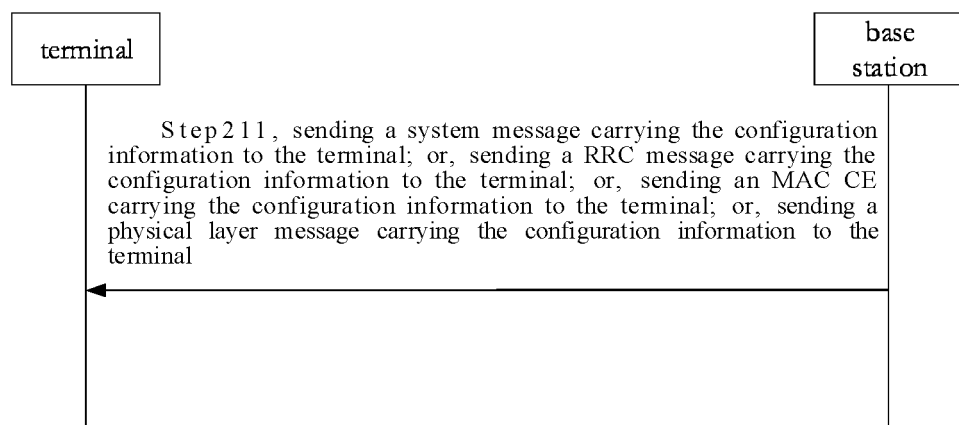 terminal
base
station
Step211, sending a system message carrying the configuration
information to the terminal; or, sending a RRC message carrying the
configuration information to the terminal; or, sending an MAC CE
carrying the configuration information to the terminal; or, sending a
physical layer message carrying the configuration information to the
terminal